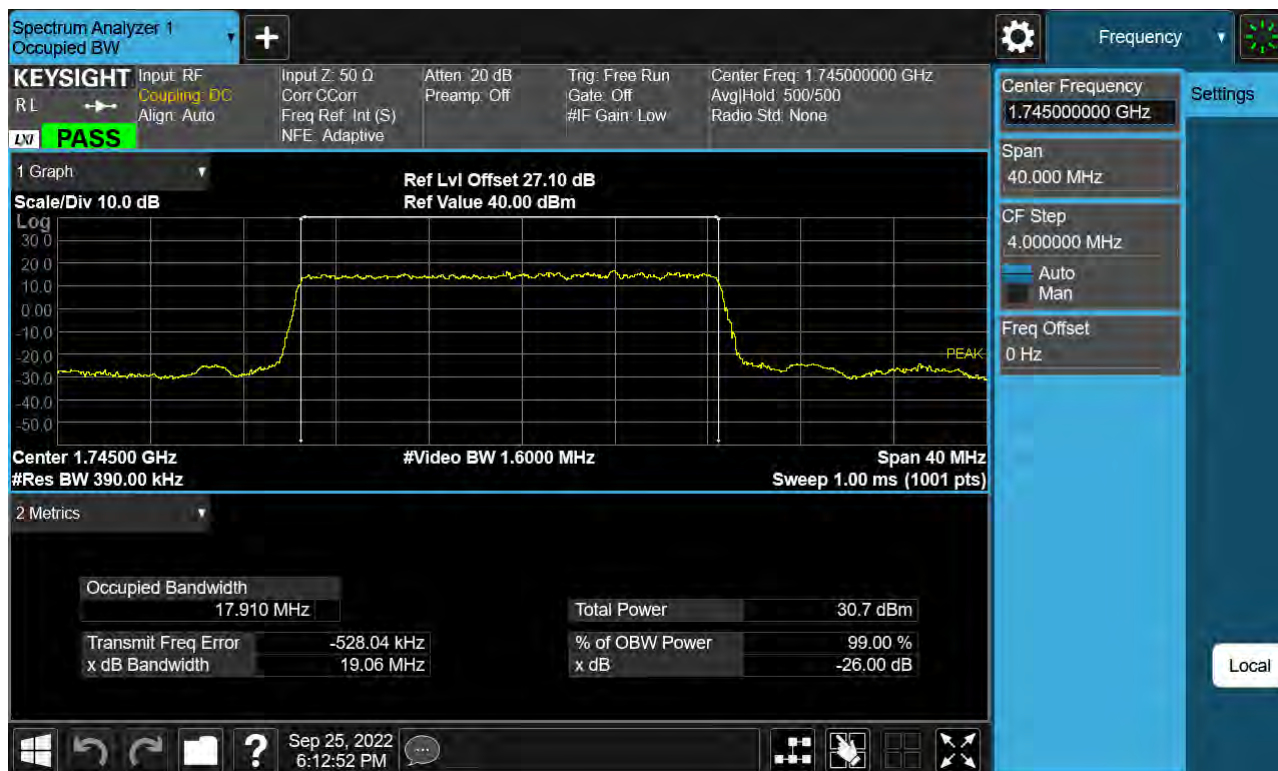 Spectrum Analyzer 1
Occupied BW
Frequency
KEYSIGHT
R L
LXI
PASS
Input: RF
Coupling: DC
Align: Auto
Input Z: 50 Ω
Corr CCorr
Freq Ref: Int (S)
NFE: Adaptive
Atten: 20 dB
Preamp: Off
Trig: Free Run
Gate: Off
#IF Gain: Low
Center Freq: 1.745000000 GHz
Avg|Hold: 500/500
Radio Std: None
1 Graph
Scale/Div 10.0 dB
Ref Lvl Offset 27.10 dB
Ref Value 40.00 dBm
Log
30.0
20.0
10.0
0.00
-10.0
-20.0
-30.0
-40.0
-50.0
PEAK
Center 1.74500 GHz
#Video BW 1.6000 MHz
Span 40 MHz
#Res BW 390.00 kHz
Sweep 1.00 ms (1001 pts)
2 Metrics
Occupied Bandwidth
17.910 MHz
Total Power 30.7 dBm
Transmit Freq Error -528.04 kHz
% of OBW Power 99.00 %
x dB Bandwidth 19.06 MHz
x dB -26.00 dB
Center Frequency
1.745000000 GHz
Settings
Span
40.000 MHz
CF Step
4.000000 MHz
Auto
Man
Freq Offset
0 Hz
Local
?
Sep 25, 2022
6:12:52 PM